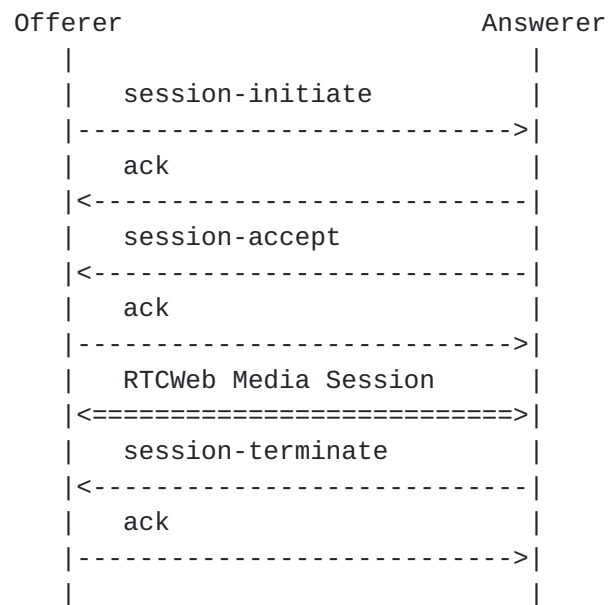 Offerer                       Answerer
   |                             |
   |   session-initiate          |
   |---------------------------->|
   |   ack                       |
   |<----------------------------|
   |   session-accept            |
   |<----------------------------|
   |   ack                       |
   |---------------------------->|
   |   RTCWeb Media Session      |
   |<===========================>|
   |   session-terminate         |
   |<----------------------------|
   |   ack                       |
   |---------------------------->|
   |                             |